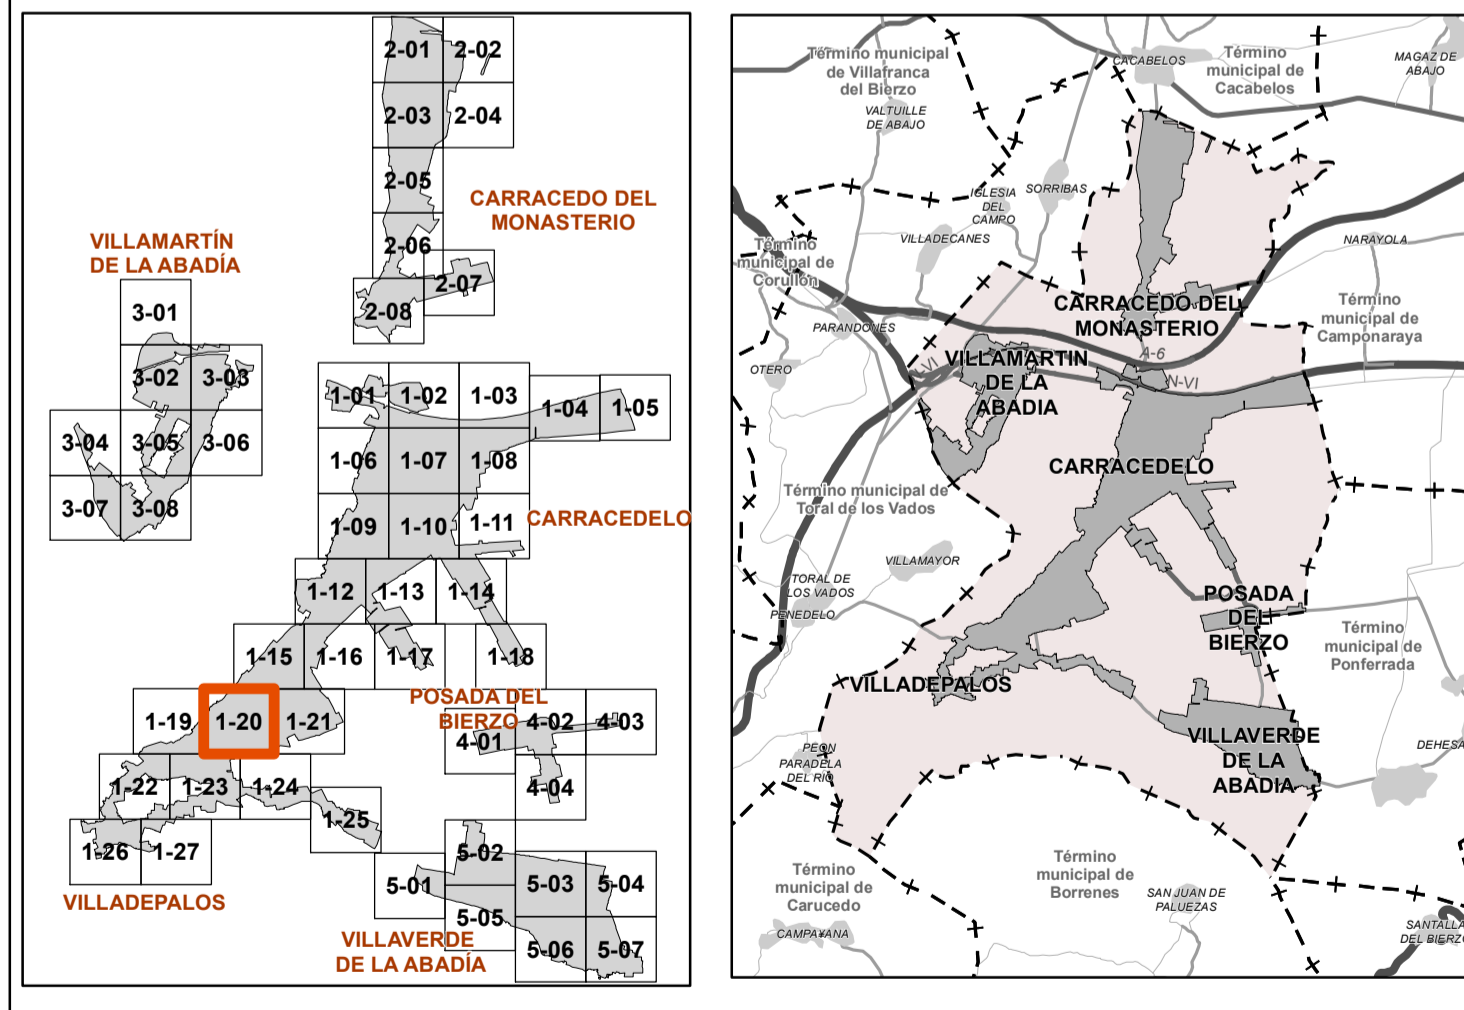 2-01
2-02
2-03
2-04
2-05
CARRACEDO DEL
MONASTERIO
2-06
2-07
2-08
VILLAMARTÍN
DE LA ABADÍA
3-01
3-02
3-03
3-04
3-05
3-06
3-07
3-08
1-01
1-02
1-03
1-04
1-05
1-06
1-07
1-08
1-09
1-10
1-11
CARRACEDELO
1-12
1-13
1-14
1-15
1-16
1-17
1-18
1-19
1-20
1-21
POSADA DEL
BIERZO
4-01
4-02
4-03
4-04
1-22
1-23
1-24
1-25
1-26
1-27
VILLADEPALOS
5-01
5-02
5-03
5-04
5-05
5-06
5-07
VILLAVERDE
DE LA ABADÍA
Término municipal
de Villafranca
del Bierzo
CACABELOS
Término
municipal de
Cacabelos
MAGAZ DE
ABAJO
VALTUILLE
DE ABAJO
IGLESIA
DEL
CAMPO
SORRIBAS
VILLADECANES
NARAYOLA
Término
municipal de
Corullón
CARRACEDO DEL
MONASTERIO
Término
municipal de
Camponaraya
PARANDONES
OTERO
A-6
N-VI
VILLAMARTIN
DE LA
ABADIA
N-VI
CARRACEDELO
Término municipal de
Toral de los Vados
VILLAMAYOR
TORAL DE
LOS VADOS
PENEDELO
POSADA
DEL
BIERZO
Término
municipal de
Ponferrada
VILLADEPALOS
VILLAVERDE
DE LA
ABADIA
PEON
PARADELA
DEL RÍO
DEHESA
Término
municipal de
Carucedo
Término
municipal de
Borrenes
SAN JUAN DE
PALUEZAS
CAMPA¥ANA
SANTALLA
DEL BIERZO